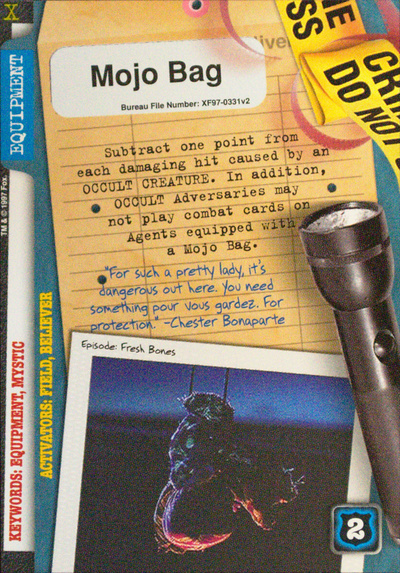 X
EQUIPMENT
TM & © 1997 Fox.
KEYWORDS: EQUIPMENT, MYSTIC
ACTIVATORS: FIELD, BELIEVER
Mojo Bag
Bureau File Number: XF97-0331v2
Subtract one point from
each damaging hit caused by an
OCCULT CREATURE. In addition,
OCCULT Adversaries may
not play combat cards on
Agents equipped with
a Mojo Bag.
"For such a pretty lady, it's
dangerous out here. You need
something pour vous gardez. For
protection." -Chester Bonaparte
Episode: Fresh Bones
DO NOT
2